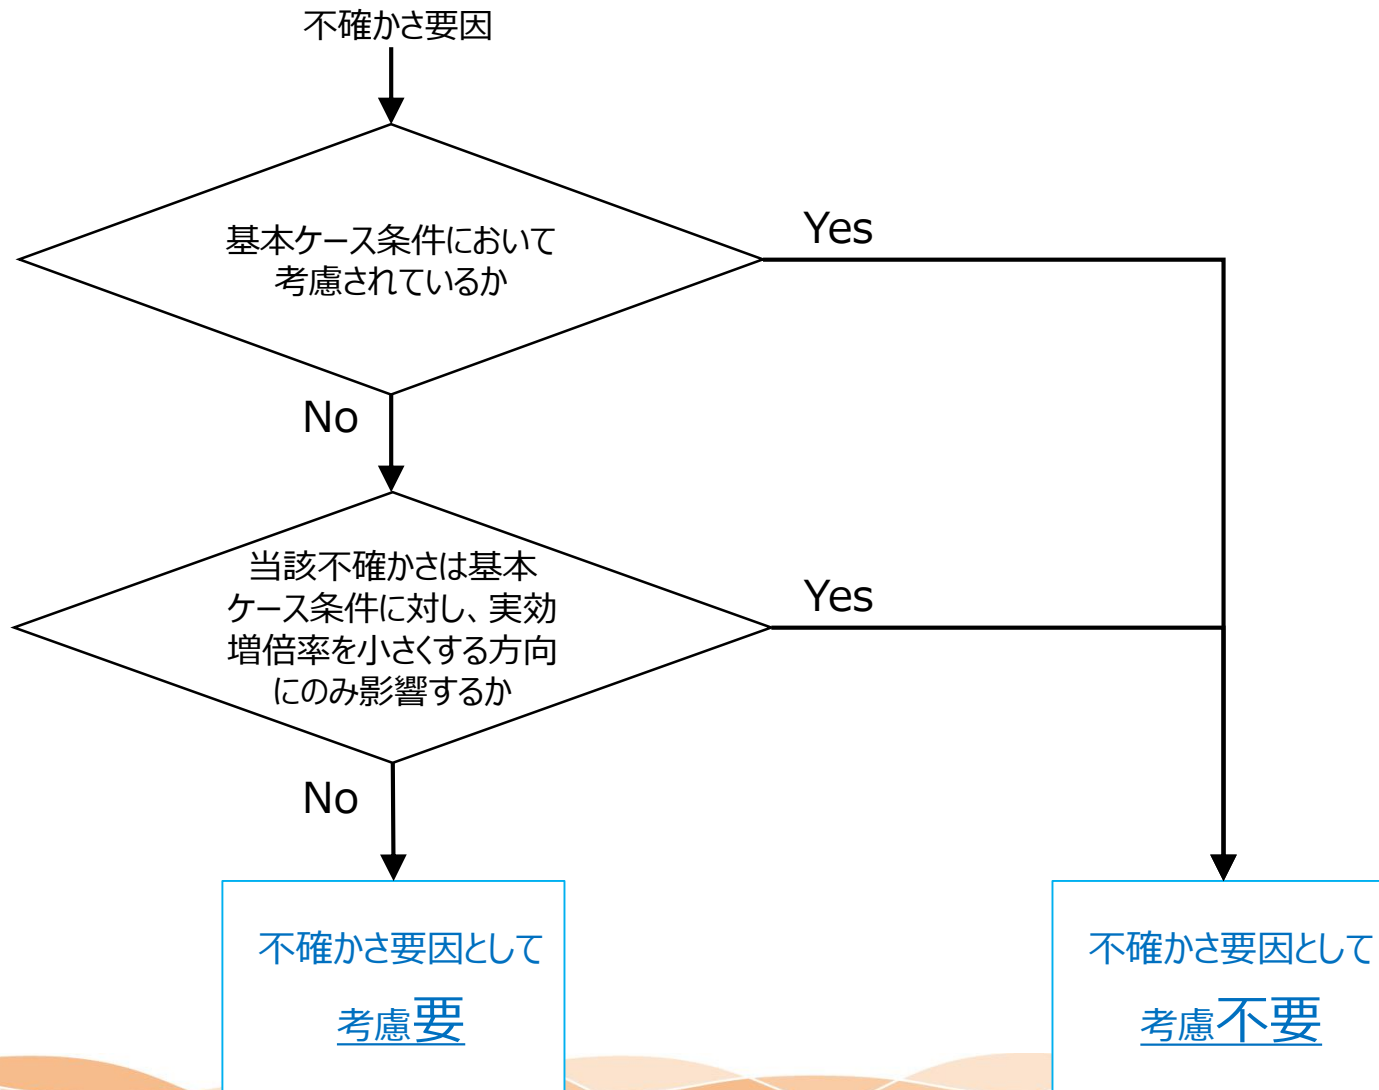 不確かさ要因
基本ケース条件において
考慮されているか
Yes
No
当該不確かさは基本
ケース条件に対し、実効
増倍率を小さくする方向
にのみ影響するか
Yes
No
不確かさ要因として
考慮要
不確かさ要因として
考慮不要